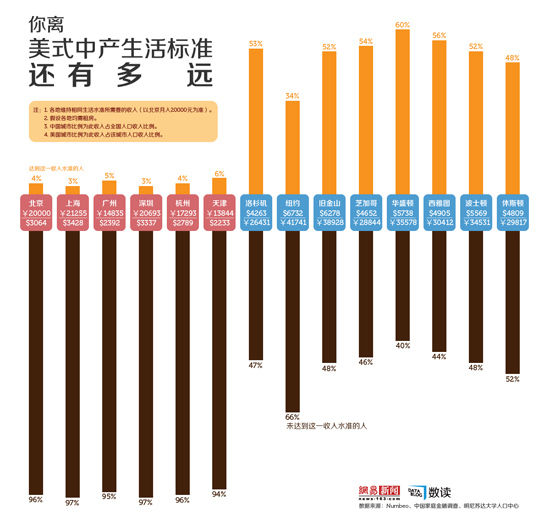 你离
美式中产生活标准
还有多远
注：1. 各地维持相同生活水准所需要的收入（以北京月入20000元为准）。
2. 假设各地均需租房。
3. 中国城市比例为此收入占全国人口收入比例。
4. 美国城市比例为此收入占该城市人口收入比例。
达到这一收入水准的人
4% 3% 5% 3% 4% 6% 53% 34% 52% 54% 60% 56% 52% 48%
北京 上海 广州 深圳 杭州 天津 洛杉矶 纽约 旧金山 芝加哥 华盛顿 西雅图 波士顿 休斯顿
￥20000 ￥21255 ￥14835 ￥20693 ￥17293 ￥13844 $4263 $6732 $6278 $4652 $5738 $4905 $5569 $4809
$3064 $3428 $2392 $3337 $2789 $2233 ￥26431 ￥41741 ￥38928 ￥28844 ￥35578 ￥30412 ￥34531 ￥29817
96% 97% 95% 97% 96% 94% 47% 66% 48% 46% 40% 44% 48% 52%
未达到这一收入水准的人
網易新闻
news.163.com
DATA BLOG 数读
数据来源：Numbeo、中国家庭金融调查、明尼苏达大学人口中心